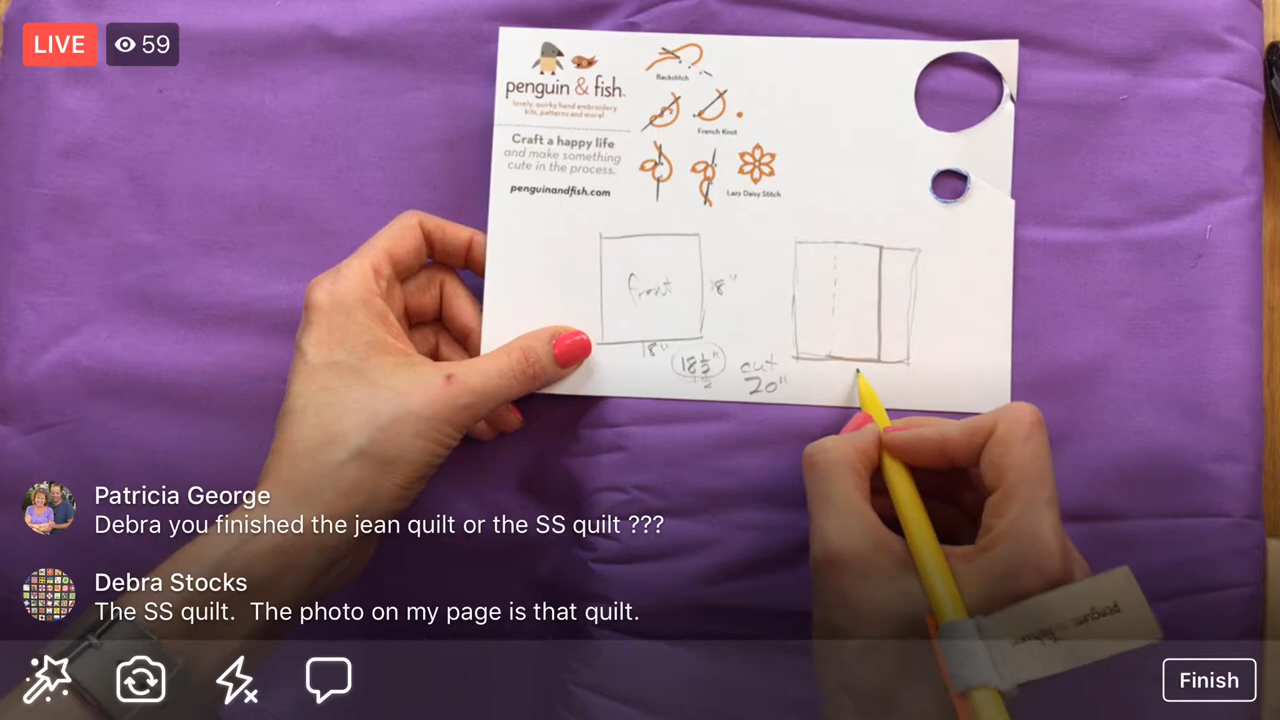 LIVE
59
penguin & fish
lovely, quirky hand embroidery
kits, patterns and more!
Craft a happy life
and make something
cute in the process.
penguinandfish.com
Backstitch
French Knot
Lazy Daisy Stitch
front
18"
18"
18 1/2"
cut
20"
Patricia George
Debra you finished the jean quilt or the SS quilt ???
Debra Stocks
The SS quilt. The photo on my page is that quilt.
Finish
penguin